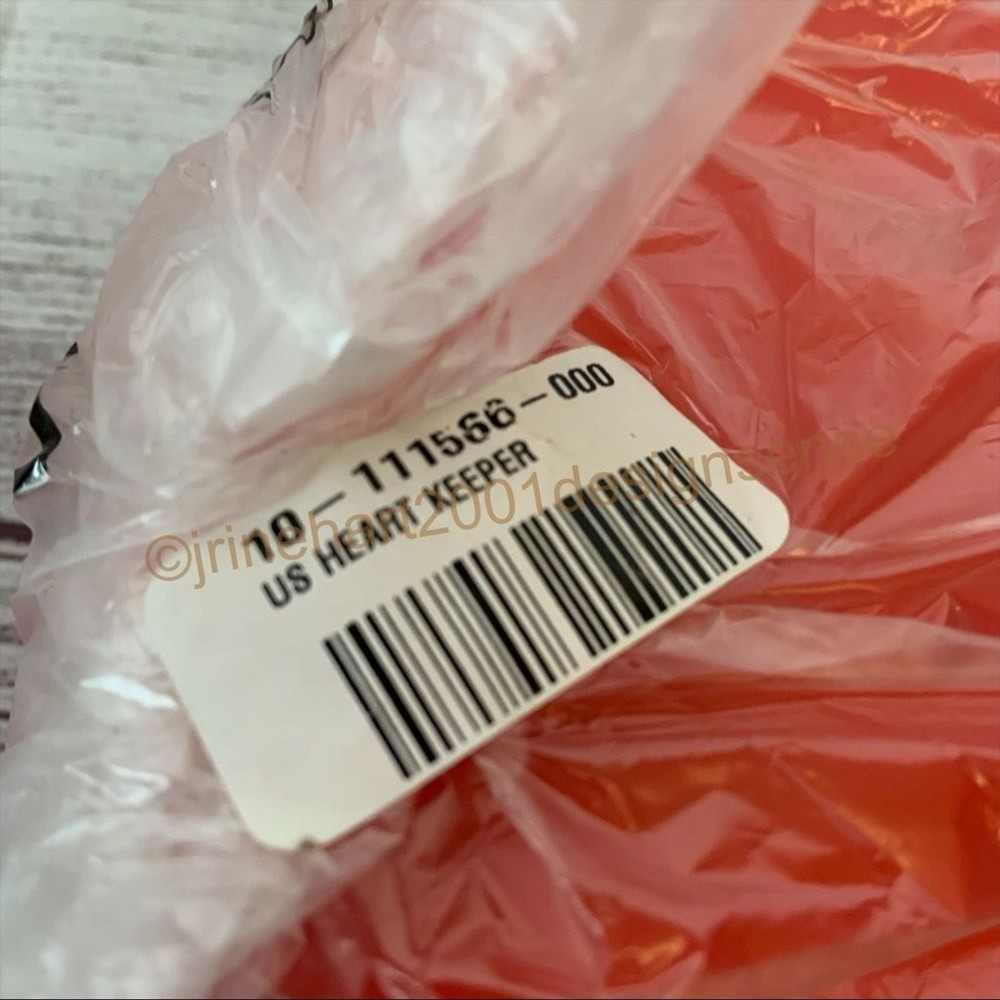 10-111566-000
US HEART KEEPER
©jrinehart2001designsense